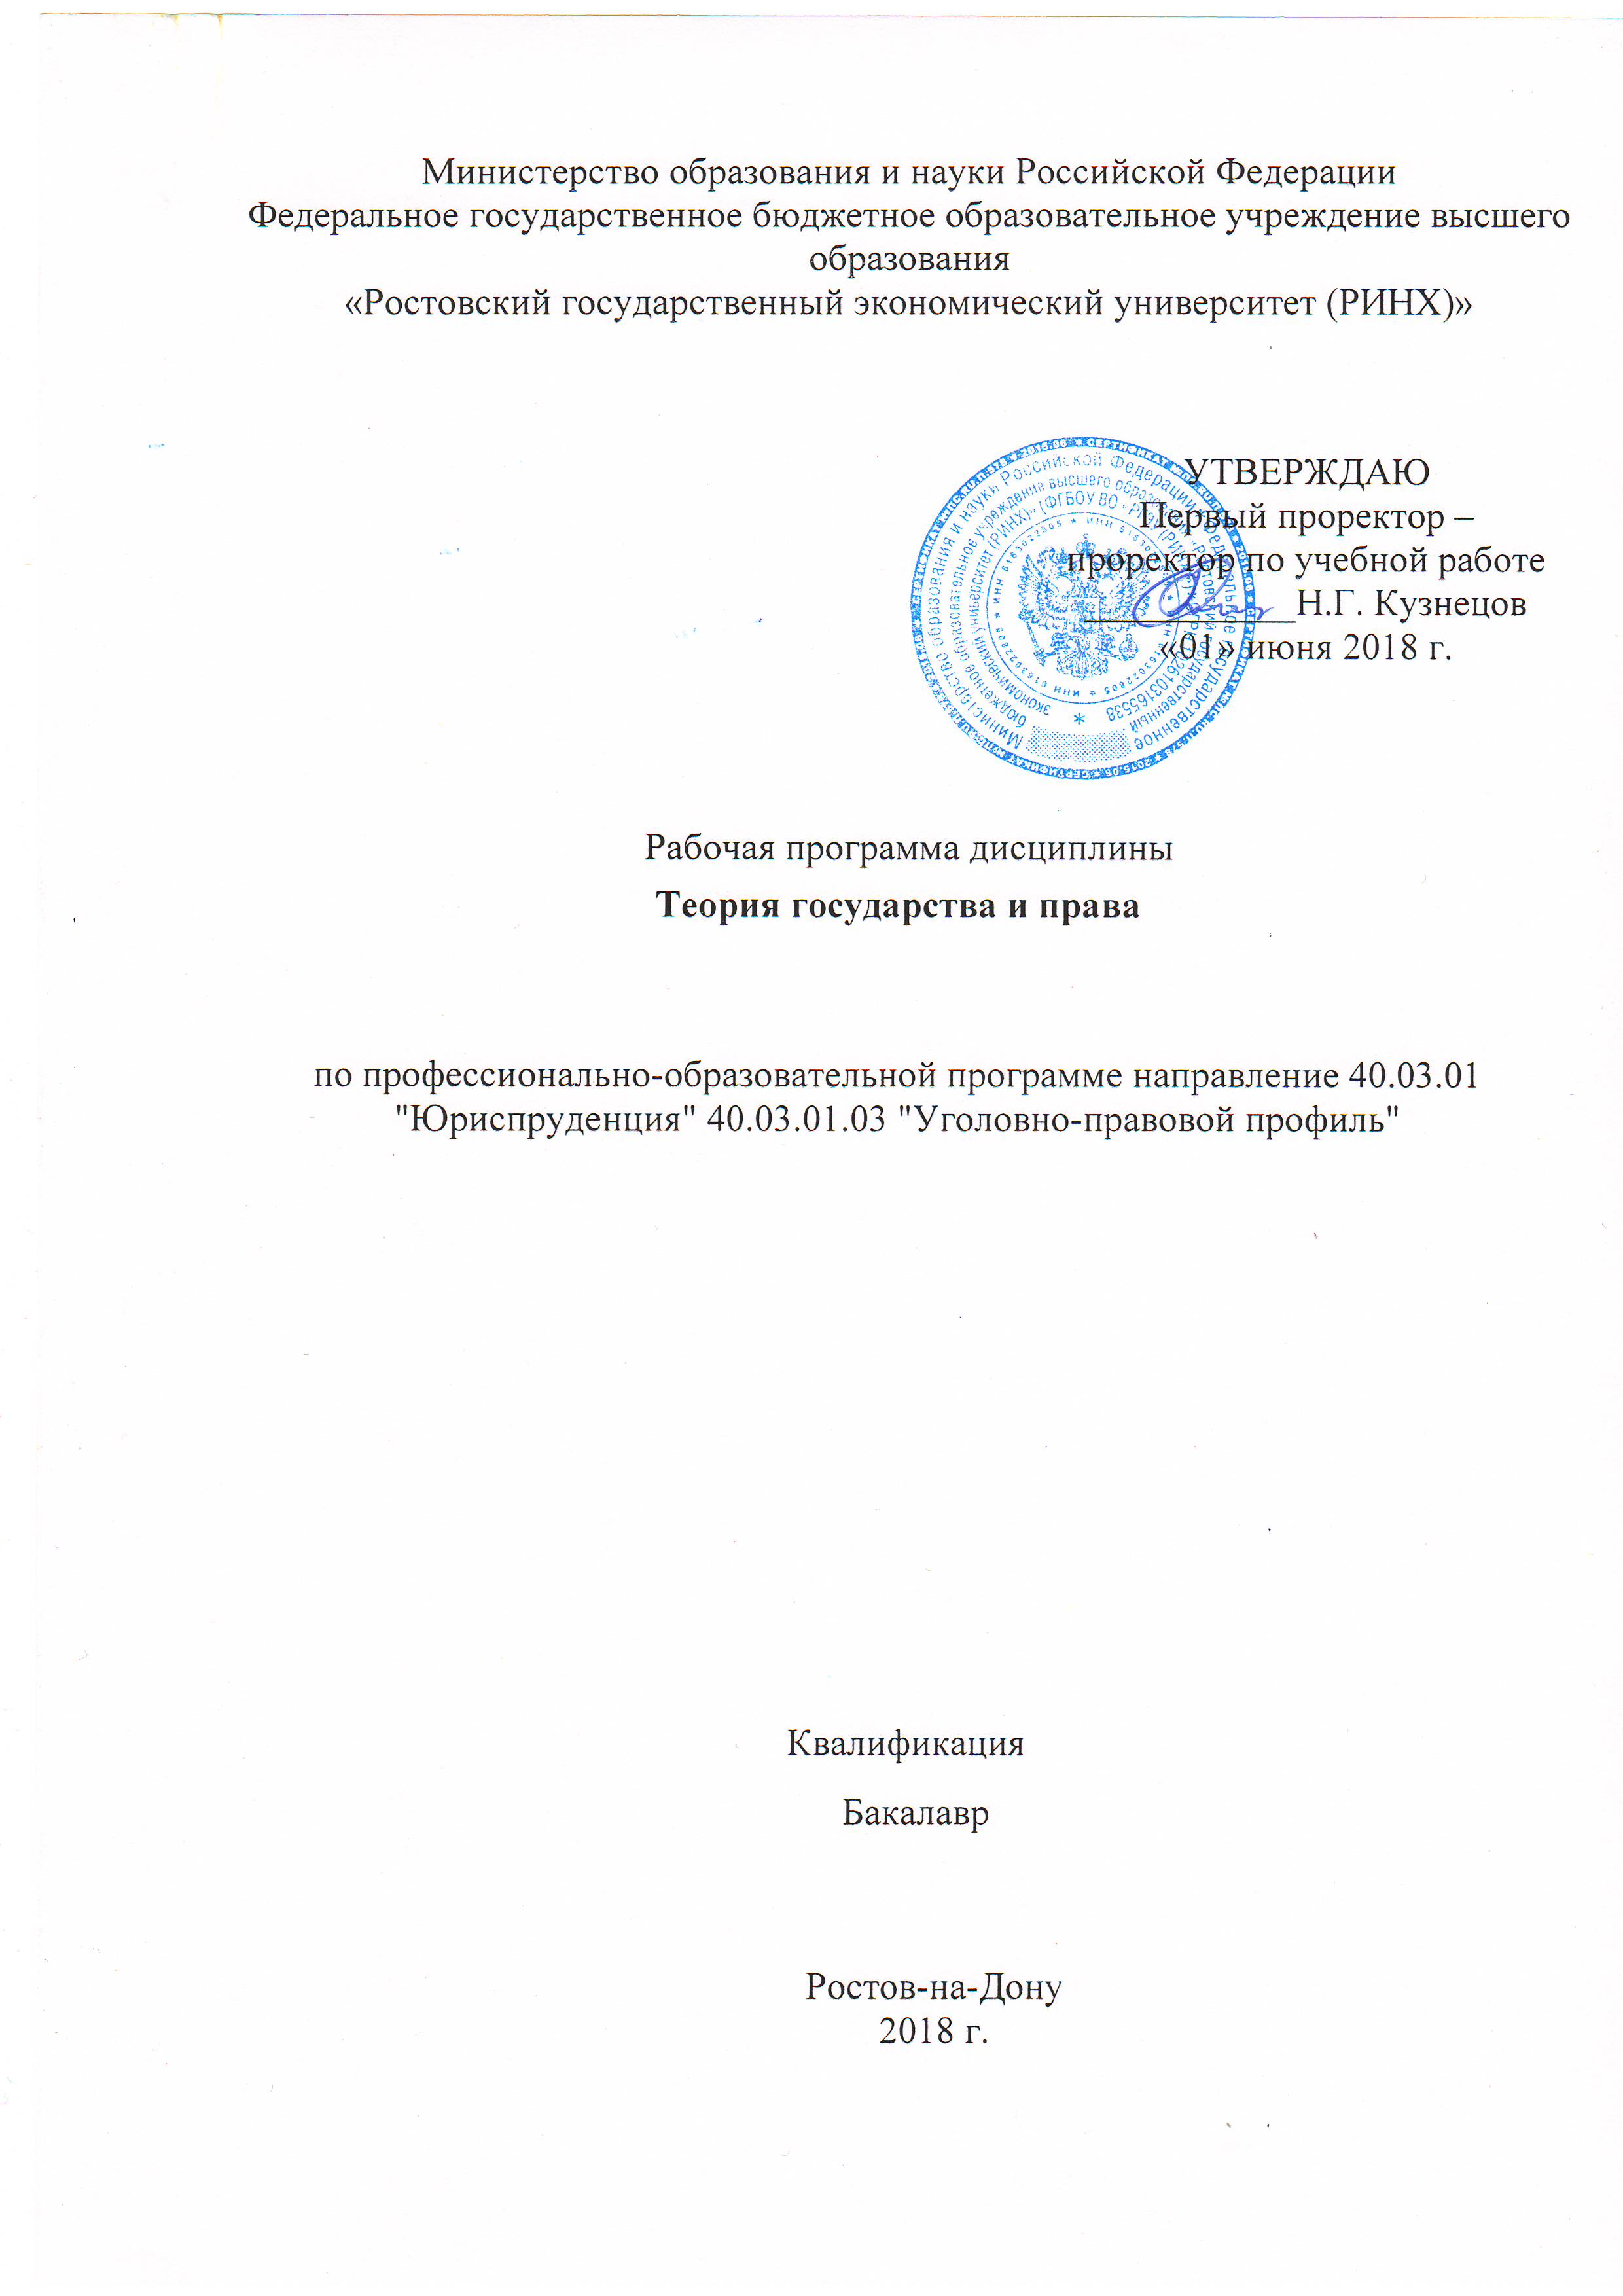 Министерство образования и науки Российской Федерации
Федеральное государственное бюджетное образовательное учреждение высшего
образования
«Ростовский государственный экономический университет (РИНХ)»
УТВЕРЖДАЮ
Первый проректор –
проректор по учебной работе
Н.Г. Кузнецов
«01» июня 2018 г.
Рабочая программа дисциплины
Теория государства и права
по профессионально-образовательной программе направление 40.03.01
"Юриспруденция" 40.03.01.03 "Уголовно-правовой профиль"
Квалификация
Бакалавр
Ростов-на-Дону
2018 г.